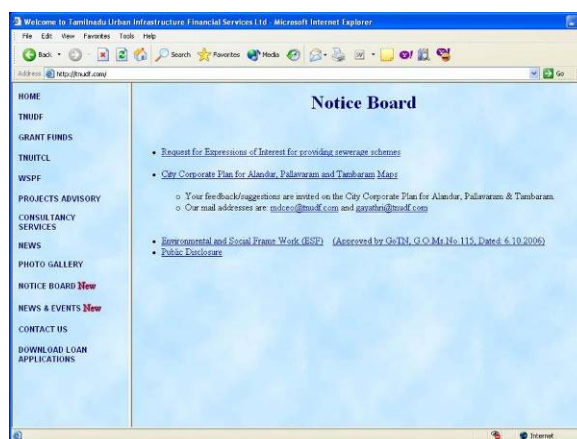 Welcome to Tamilnadu Urban Infrastructure Financial Services Ltd - Microsoft Internet Explorer
File Edit View Favorites Tools Help
Back Search Favorites Media
Address http://tnudf.com/ Go
HOME
TNUDF
GRANT FUNDS
TNUITCL
WSPF
PROJECTS ADVISORY
CONSULTANCY
SERVICES
NEWS
PHOTO GALLERY
NOTICE BOARD New
NEWS & EVENTS New
CONTACT US
DOWNLOAD LOAN
APPLICATIONS
Notice Board
Request for Expressions of Interest for providing sewerage schemes
City Corporate Plan for Alandur, Pallavaram and Tambaram Maps
Your feedback/suggestions are invited on the City Corporate Plan for Alandur, Pallavaram & Tambaram.
Our mail addresses are: mdceo@tnudf.com and gayathri@tnudf.com
Environmental and Social Frame Work (ESF) (Approved by GoTN, G.O.Ms.No.115, Dated: 6.10.2006)
Public Disclosure
Internet